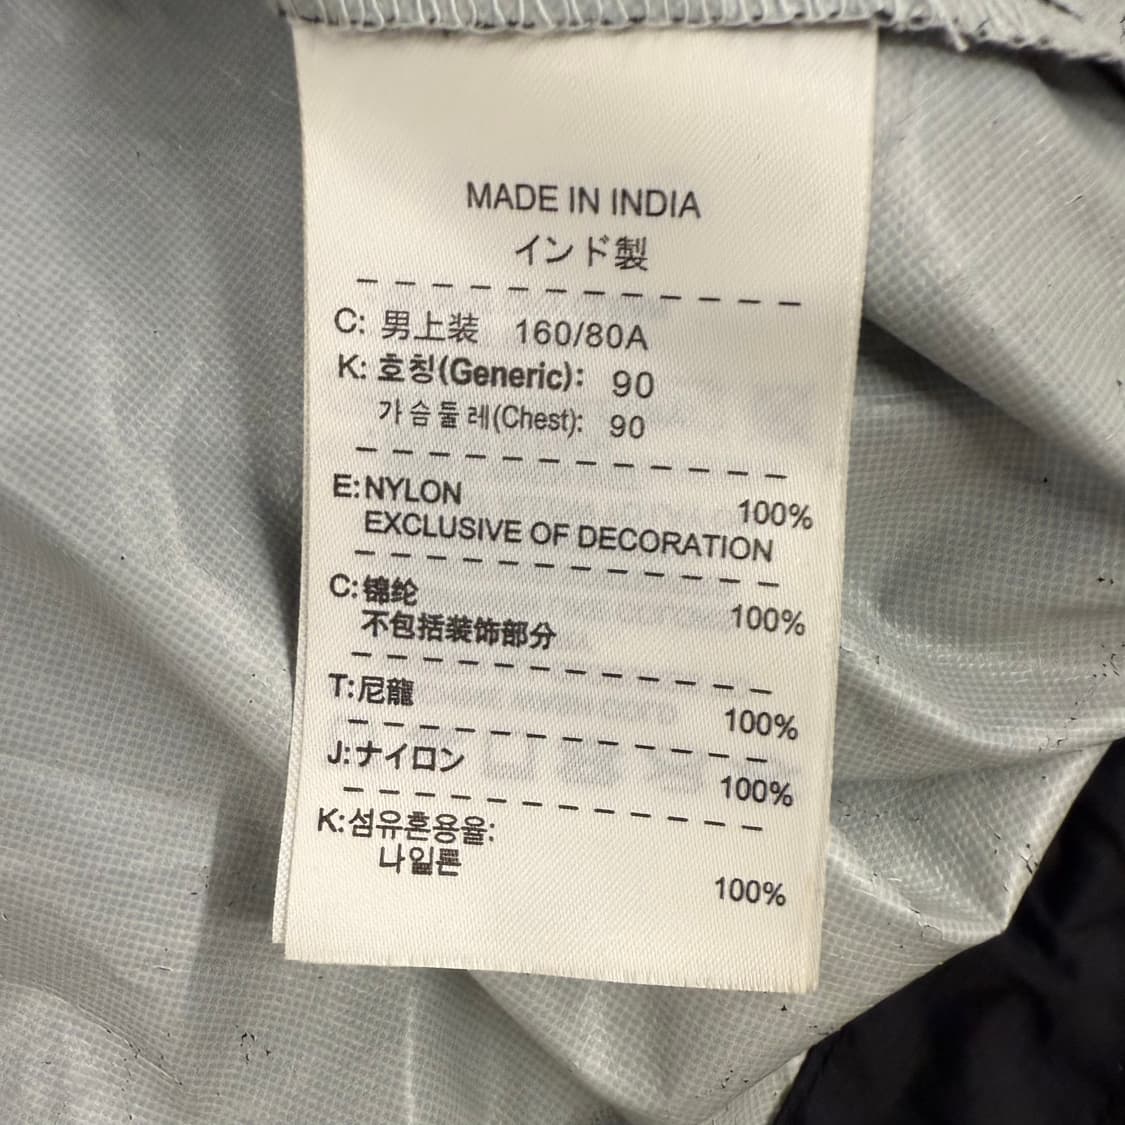 MADE IN INDIA
インド製
C: 男上装 160/80A
K: 호칭(Generic): 90
가슴둘레(Chest): 90
E: NYLON 100%
EXCLUSIVE OF DECORATION
C: 锦纶 100%
不包括装饰部分
T: 尼龍 100%
J: ナイロン 100%
K: 섬유혼용율:
나일론 100%